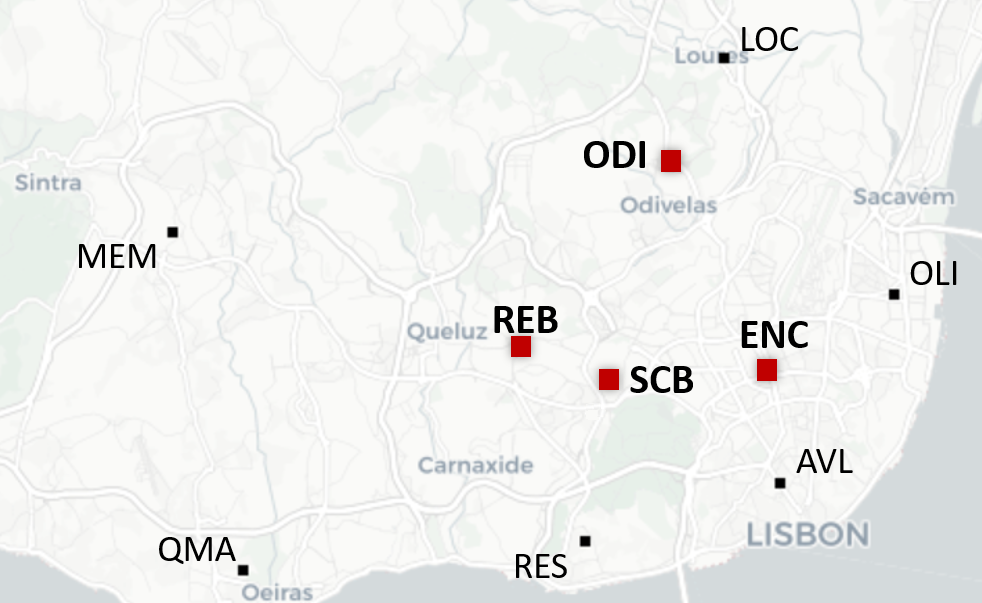 LOC
Loures
ODI
Sintra
Odivelas
Sacavém
MEM
OLI
REB
Queluz
ENC
SCB
AVL
Carnaxide
LISBON
QMA
RES
Oeiras